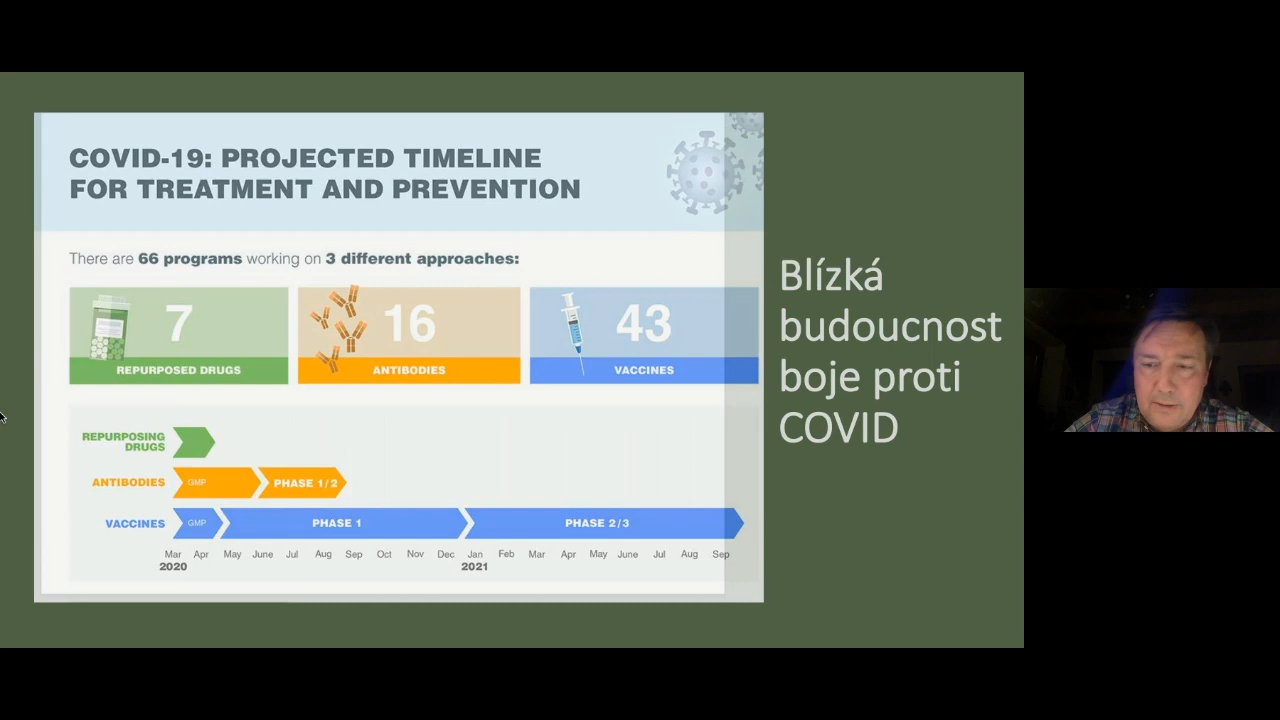 COVID-19: PROJECTED TIMELINE
FOR TREATMENT AND PREVENTION
There are 66 programs working on 3 different approaches:
7
REPURPOSED DRUGS
16
ANTIBODIES
43
VACCINES
REPURPOSING
DRUGS
ANTIBODIES GMP PHASE 1/2
VACCINES GMP PHASE 1 PHASE 2/3
Mar Apr May June Jul Aug Sep Oct Nov Dec Jan Feb Mar Apr May June Jul Aug Sep
2020 2021
Blízká
budoucnost
boje proti
COVID